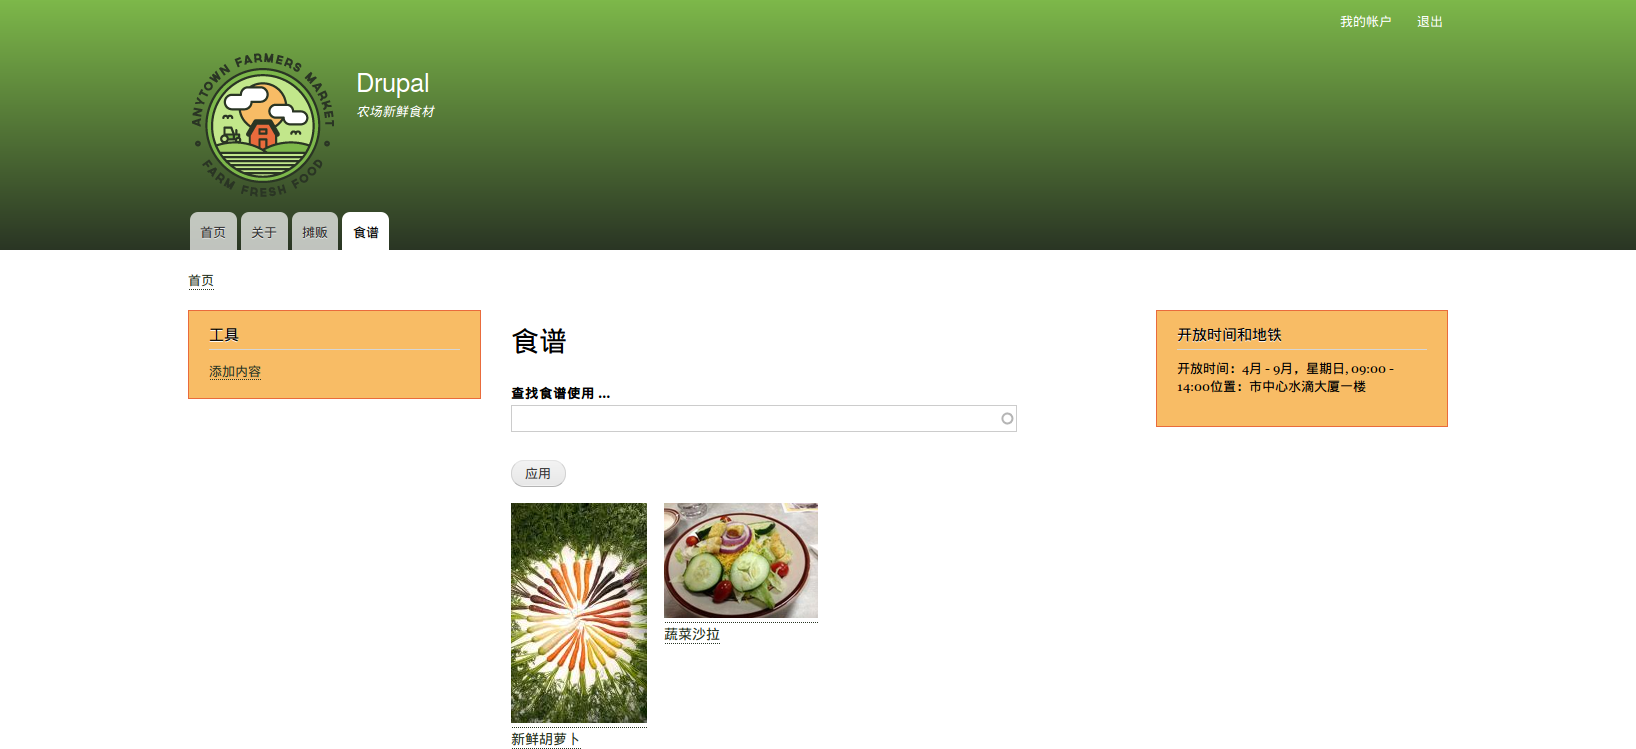 我的帐户 退出
ANYTOWN FARMERS MARKET
FARM FRESH FOOD
Drupal
农场新鲜食材
首页 关于 摊贩 食谱
首页
工具
添加内容
食谱
查找食谱使用 ...
应用
蔬菜沙拉
新鲜胡萝卜
开放时间和地铁
开放时间：4月 - 9月，星期日, 09:00 -
14:00位置：市中心水滴大厦一楼